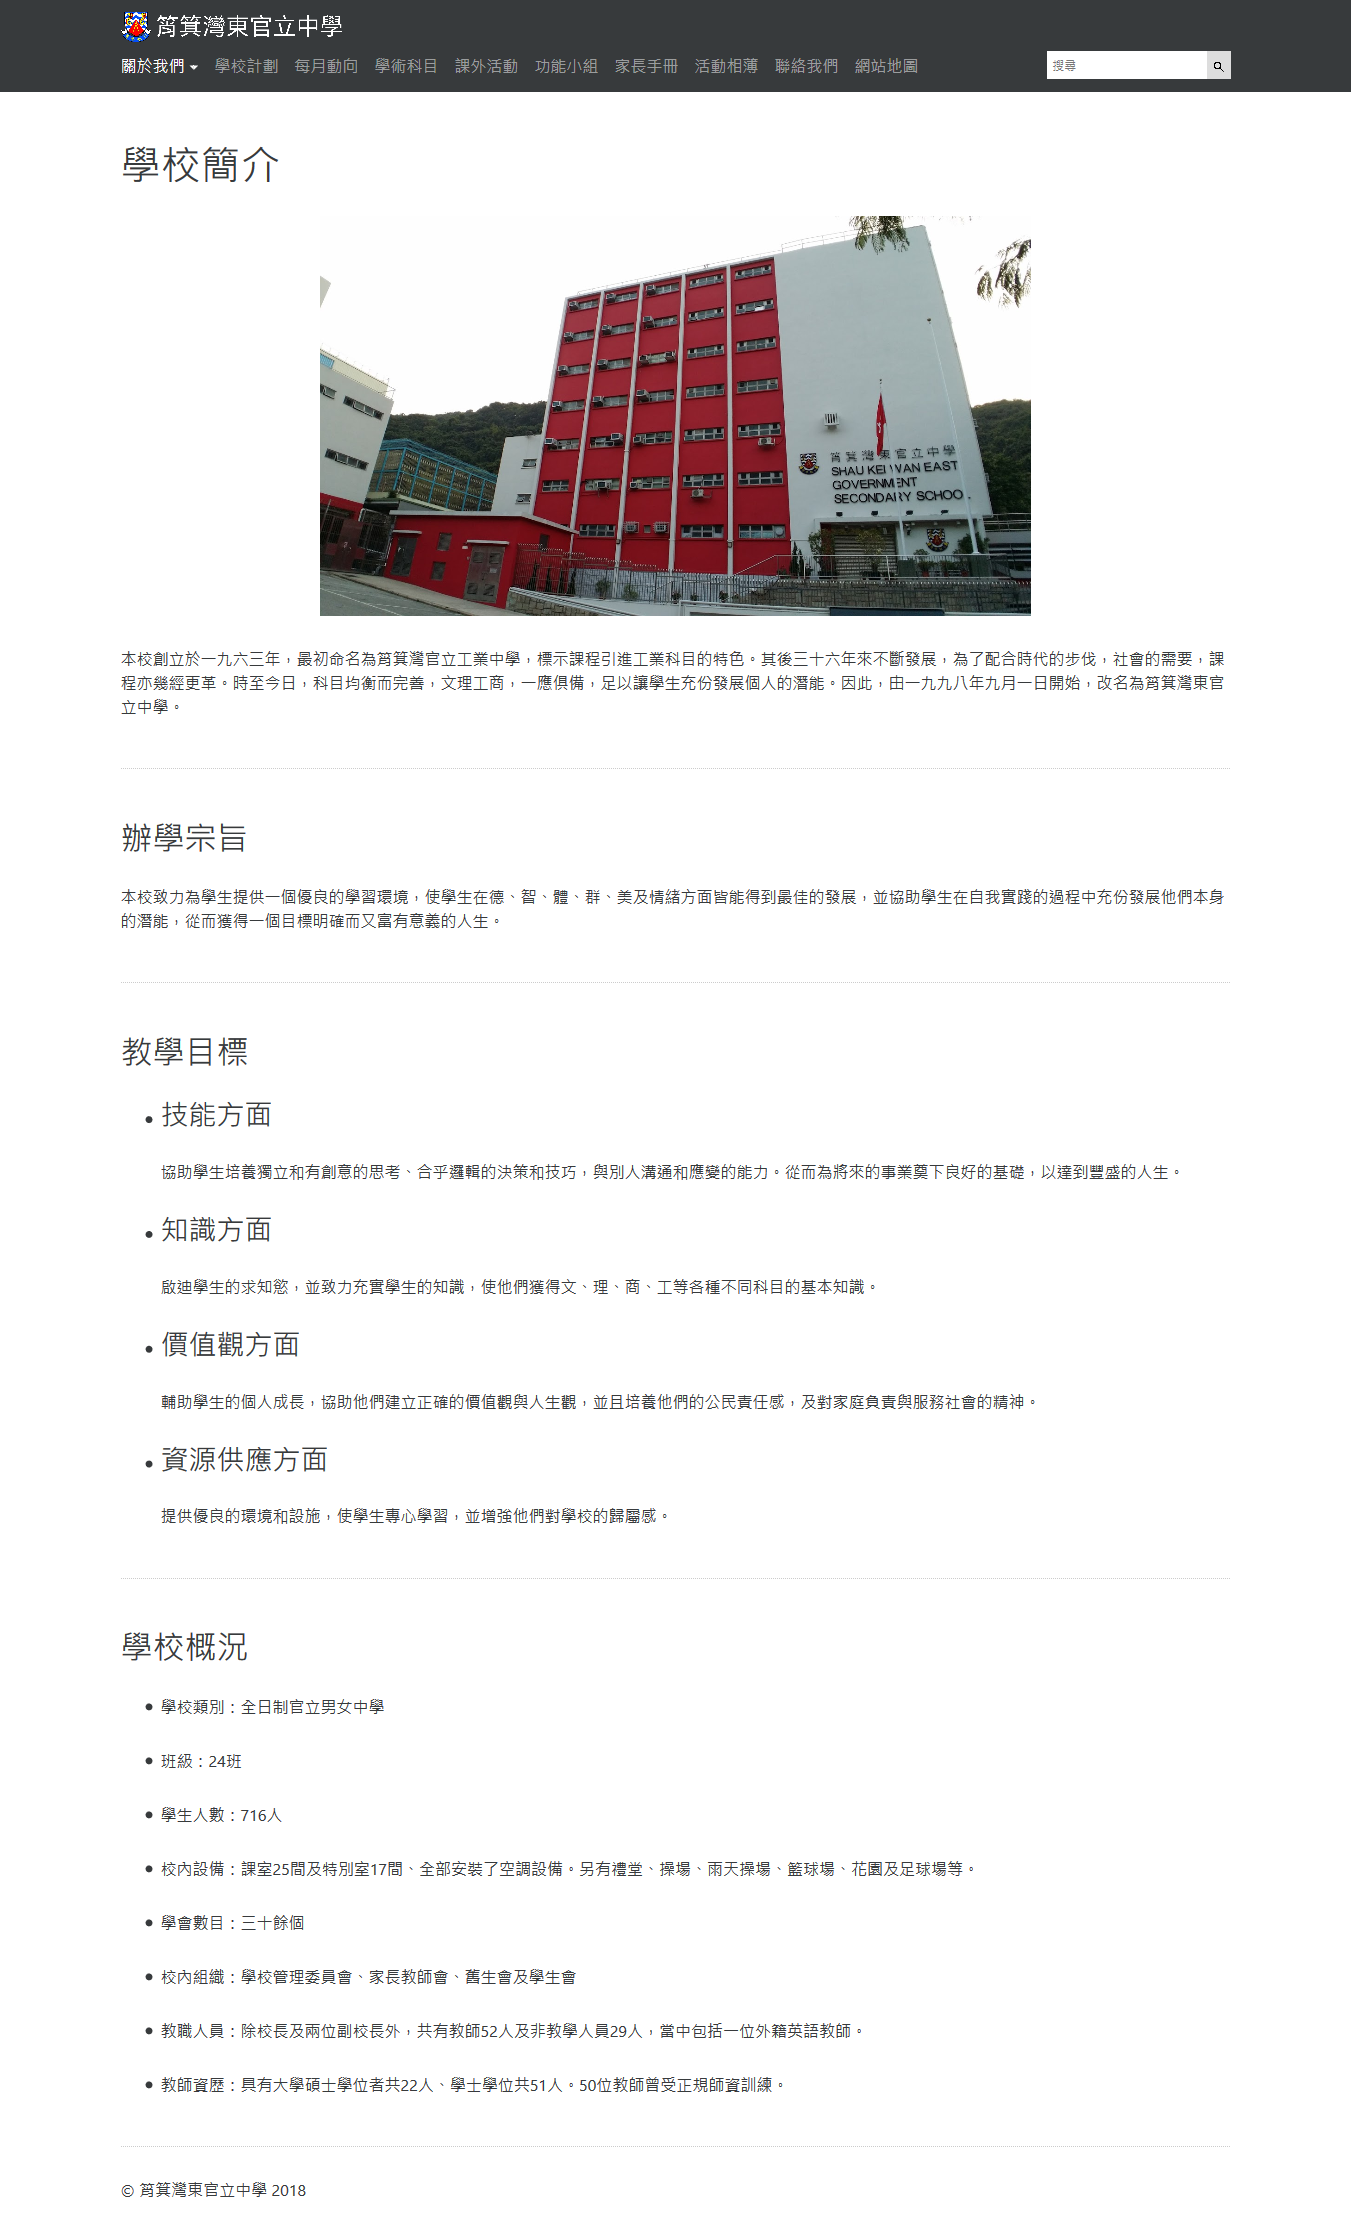 筲箕灣東官立中學
關於我們 學校計劃 每月動向 學術科目 課外活動 功能小組 家長手冊 活動相薄 聯絡我們 網站地圖 搜尋
學校簡介
筲箕灣東官立中學
SHAU KEI WAN EAST
GOVERNMENT
SECONDARY SCHOOL
本校創立於一九六三年，最初命名為筲箕灣官立工業中學，標示課程引進工業科目的特色。其後三十六年來不斷發展，為了配合時代的步伐，社會的需要，課
程亦幾經更革。時至今日，科目均衡而完善，文理工商，一應俱備，足以讓學生充份發展個人的潛能。因此，由一九九八年九月一日開始，改名為筲箕灣東官
立中學。
辦學宗旨
本校致力為學生提供一個優良的學習環境，使學生在德、智、體、群、美及情緒方面皆能得到最佳的發展，並協助學生在自我實踐的過程中充份發展他們本身
的潛能，從而獲得一個目標明確而又富有意義的人生。
教學目標
技能方面
協助學生培養獨立和有創意的思考、合乎邏輯的決策和技巧，與別人溝通和應變的能力。從而為將來的事業奠下良好的基礎，以達到豐盛的人生。
知識方面
啟迪學生的求知慾，並致力充實學生的知識，使他們獲得文、理、商、工等各種不同科目的基本知識。
價值觀方面
輔助學生的個人成長，協助他們建立正確的價值觀與人生觀，並且培養他們的公民責任感，及對家庭負責與服務社會的精神。
資源供應方面
提供優良的環境和設施，使學生專心學習，並增強他們對學校的歸屬感。
學校概況
學校類別：全日制官立男女中學
班級：24班
學生人數：716人
校內設備：課室25間及特別室17間、全部安裝了空調設備。另有禮堂、操場、雨天操場、籃球場、花園及足球場等。
學會數目：三十餘個
校內組織：學校管理委員會、家長教師會、舊生會及學生會
教職人員：除校長及兩位副校長外，共有教師52人及非教學人員29人，當中包括一位外籍英語教師。
教師資歷：具有大學碩士學位者共22人、學士學位共51人。50位教師曾受正規師資訓練。
© 筲箕灣東官立中學 2018